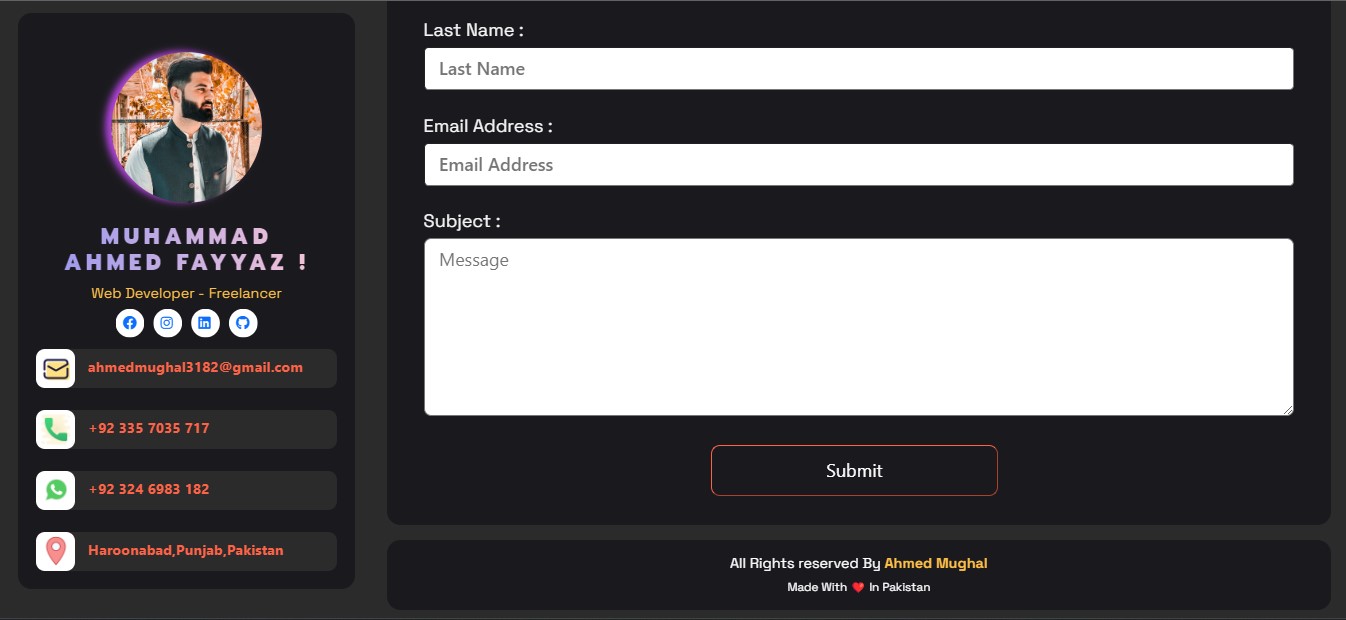 MUHAMMAD
AHMED FAYYAZ !
Web Developer - Freelancer
ahmedmughal3182@gmail.com
+92 335 7035 717
+92 324 6983 182
Haroonabad,Punjab,Pakistan
Last Name :
Last Name
Email Address :
Email Address
Subject :
Message
Submit
All Rights reserved By Ahmed Mughal
Made With ❤️ In Pakistan